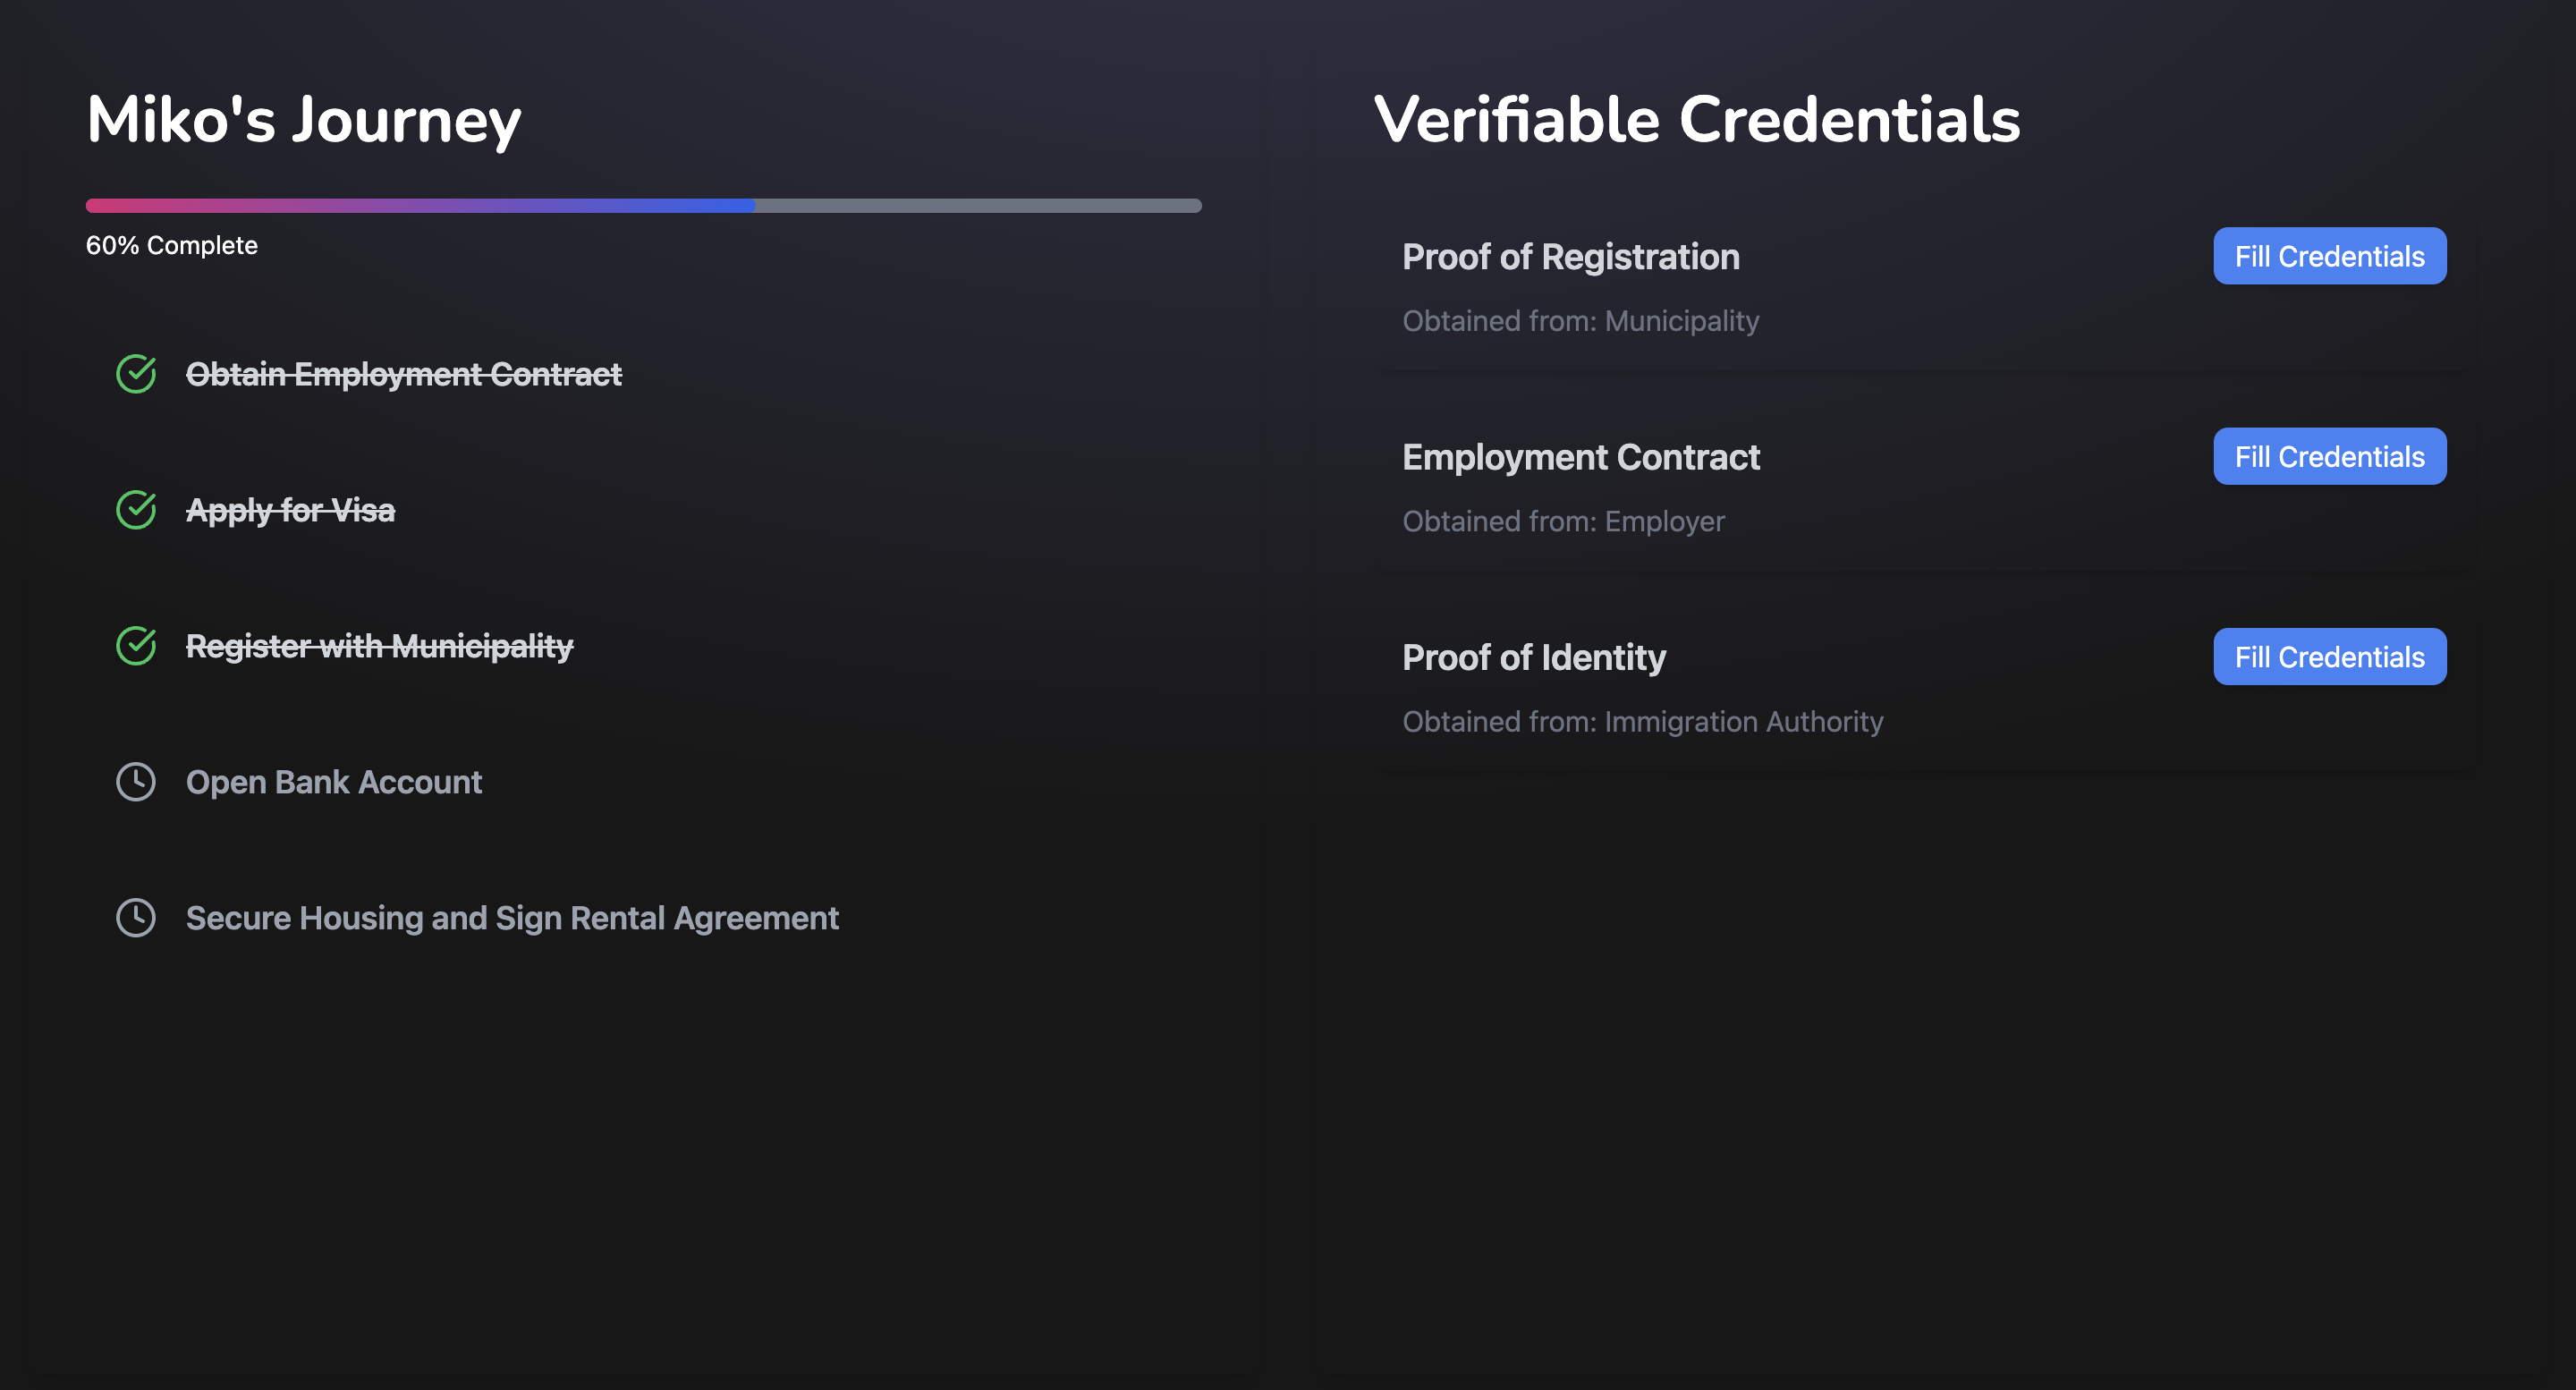 Miko's Journey
60% Complete
Obtain Employment Contract
Apply for Visa
Register with Municipality
Open Bank Account
Secure Housing and Sign Rental Agreement
Verifiable Credentials
Proof of Registration
Fill Credentials
Obtained from: Municipality
Employment Contract
Fill Credentials
Obtained from: Employer
Proof of Identity
Fill Credentials
Obtained from: Immigration Authority